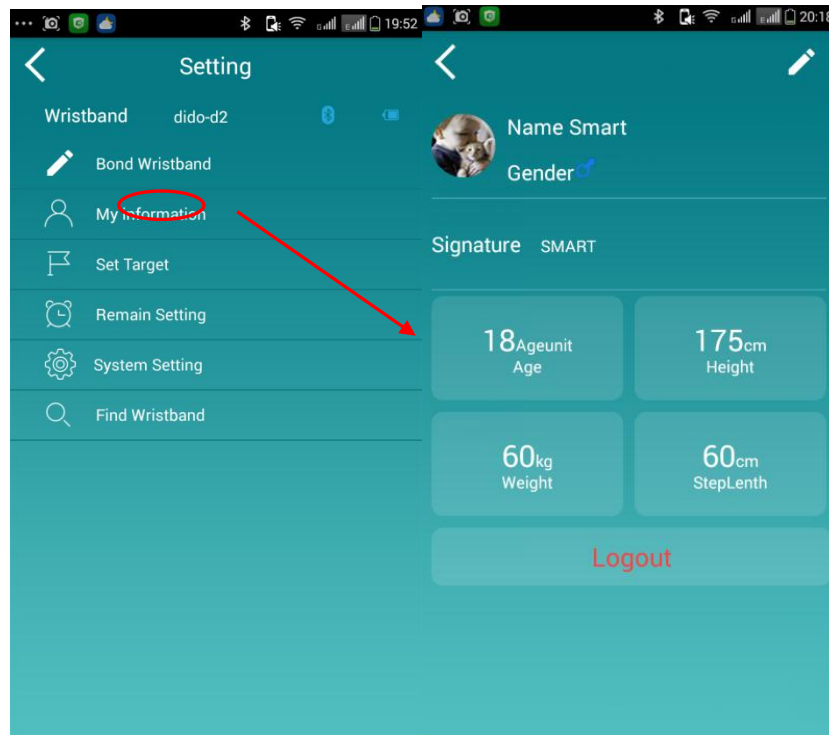 19:52
Setting
Wristband dido-d2
Bond Wristband
My information
Set Target
Remain Setting
System Setting
Find Wristband
20:18
Name Smart
Gender
Signature SMART
18Ageunit
Age
175cm
Height
60kg
Weight
60cm
StepLenth
Logout